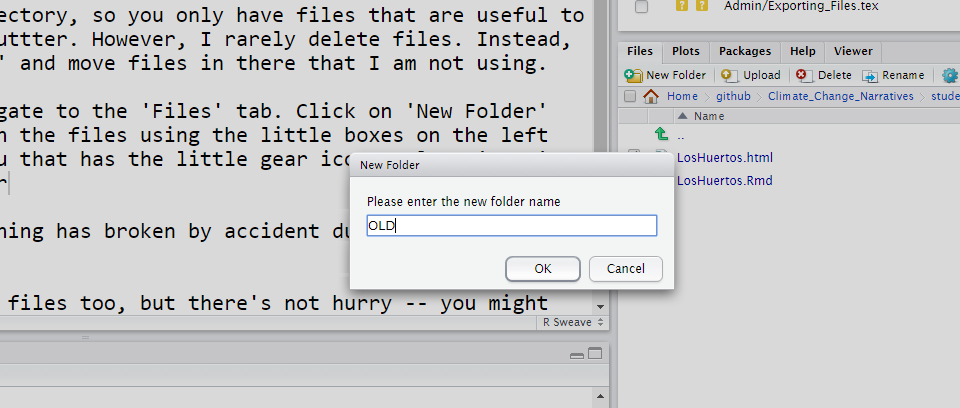 ectory, so you only have files that are useful to
uttter. However, I rarely delete files. Instead,
' and move files in there that I am not using.
gate to the 'Files' tab. Click on 'New Folder'
the files using the little boxes on the left
that has the little gear
hing has broken by accident
files too, but there's not hurry -- you might
R Sweave
Admin/Exporting_Files.tex
Files Plots Packages Help Viewer
New Folder Upload Delete Rename
Home github Climate_Change_Narratives stude
Name
..
LosHuertos.html
LosHuertos.Rmd
New Folder
Please enter the new folder name
OLD
OK Cancel